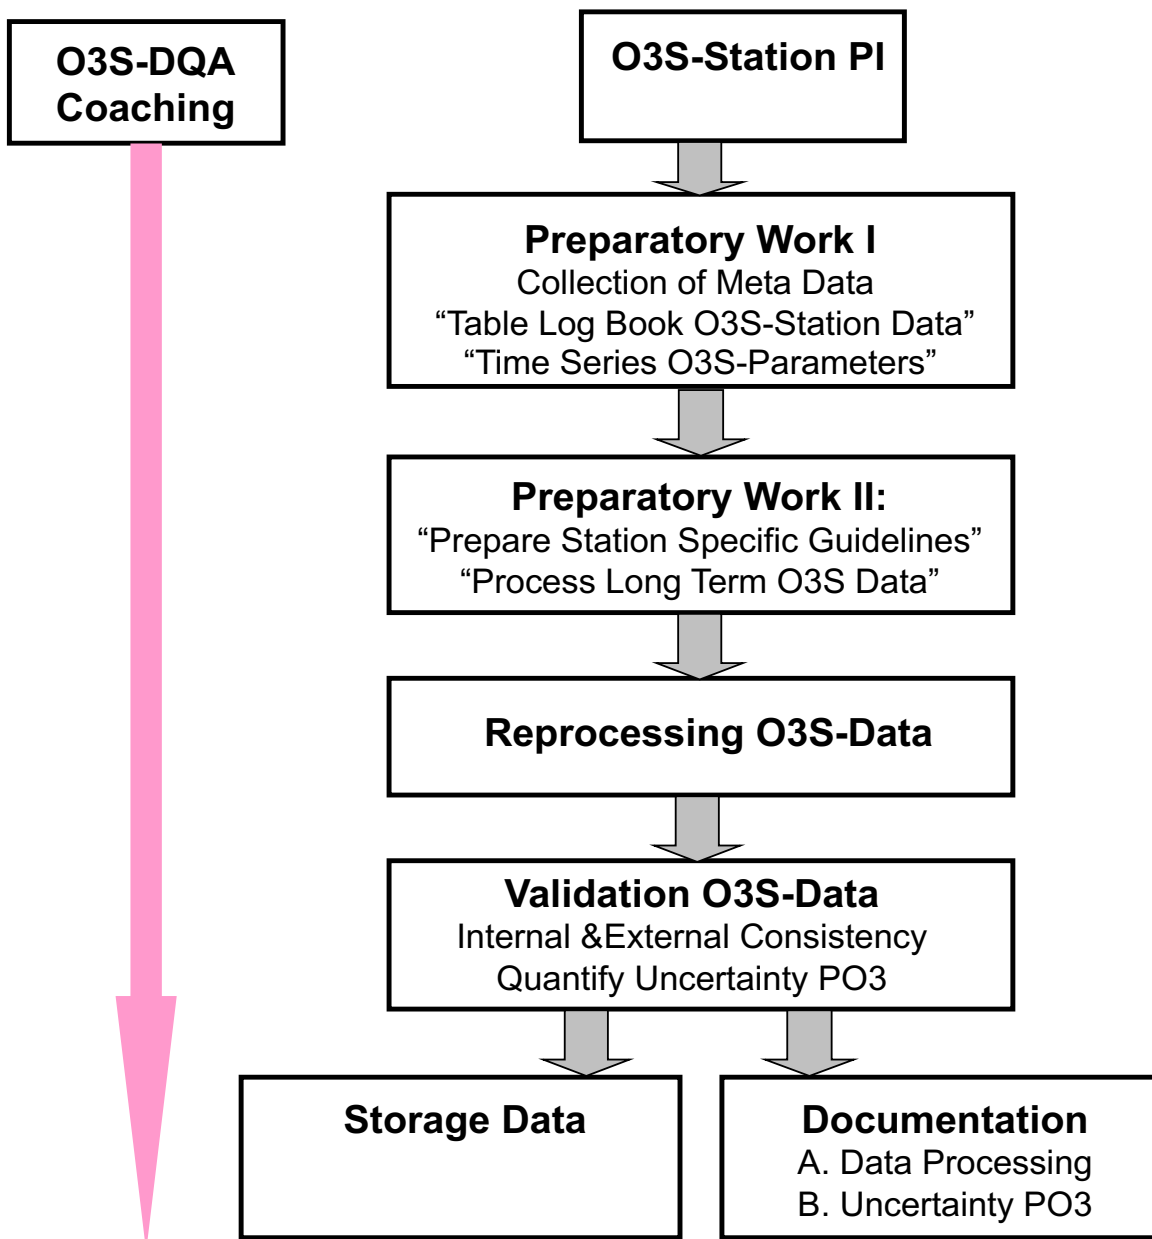 O3S-DQA
Coaching
O3S-Station PI
Preparatory Work I
Collection of Meta Data
“Table Log Book O3S-Station Data”
“Time Series O3S-Parameters”
Preparatory Work II:
“Prepare Station Specific Guidelines”
“Process Long Term O3S Data”
Reprocessing O3S-Data
Validation O3S-Data
Internal &External Consistency
Quantify Uncertainty PO3
Storage Data
Documentation
A. Data Processing
B. Uncertainty PO3